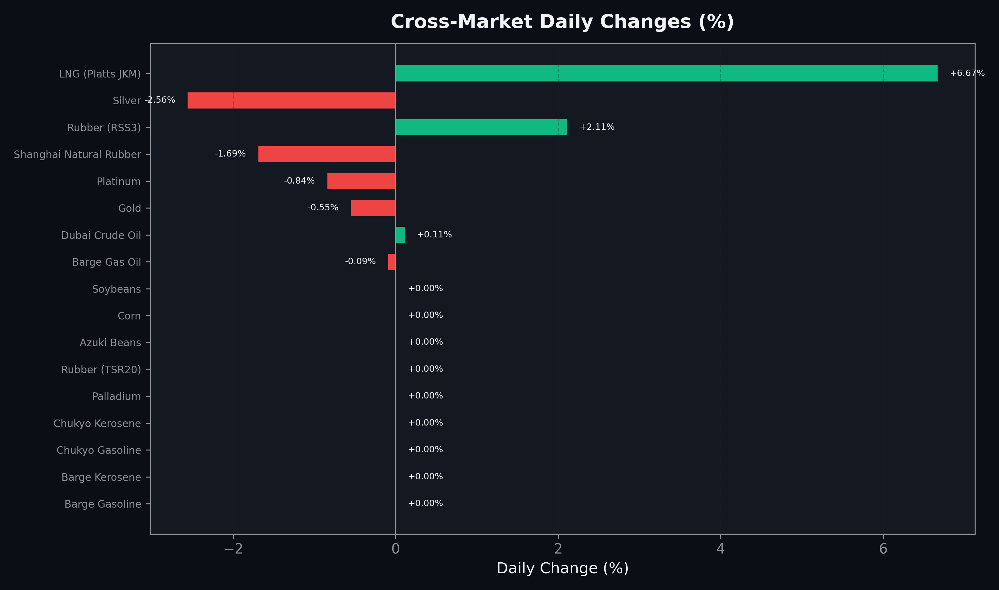 Cross-Market Daily Changes (%)
LNG (Platts JKM) +6.67%
Silver -2.56%
Rubber (RSS3) +2.11%
Shanghai Natural Rubber -1.69%
Platinum -0.84%
Gold -0.55%
Dubai Crude Oil +0.11%
Barge Gas Oil -0.09%
Soybeans +0.00%
Corn +0.00%
Azuki Beans +0.00%
Rubber (TSR20) +0.00%
Palladium +0.00%
Chukyo Kerosene +0.00%
Chukyo Gasoline +0.00%
Barge Kerosene +0.00%
Barge Gasoline +0.00%
−2 0 2 4 6
Daily Change (%)